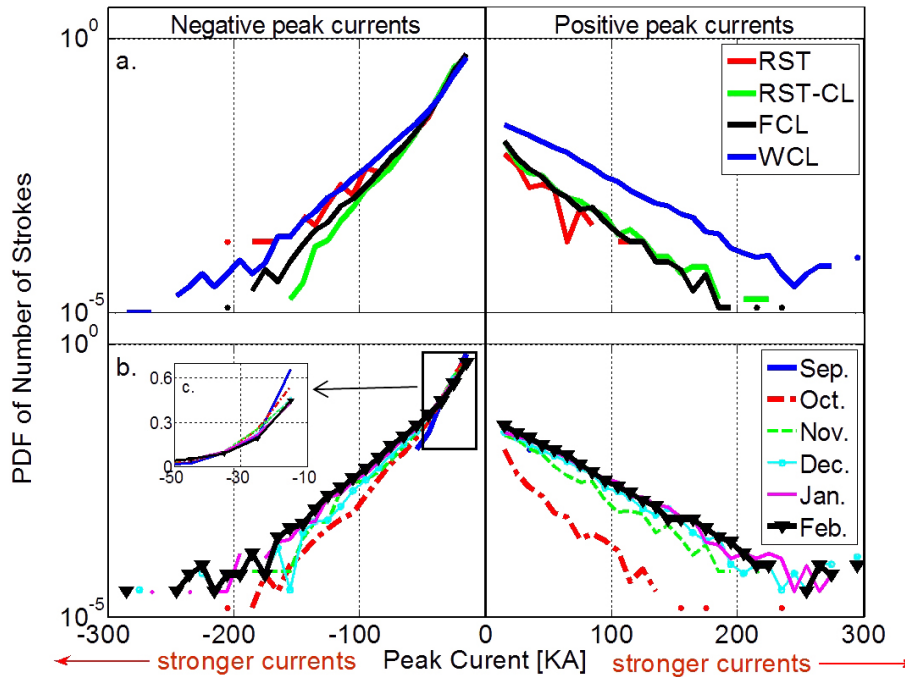 Negative peak currents
Positive peak currents
10^0
a.
RST
RST-CL
FCL
WCL
10^-5
PDF of Number of Strokes
10^0
b.
c.
0.6
0.3
0
-50
-30
-10
Sep.
Oct.
Nov.
Dec.
Jan.
Feb.
10^-5
-300
-200
-100
0
100
200
300
stronger currents
Peak Curent [KA]
stronger currents